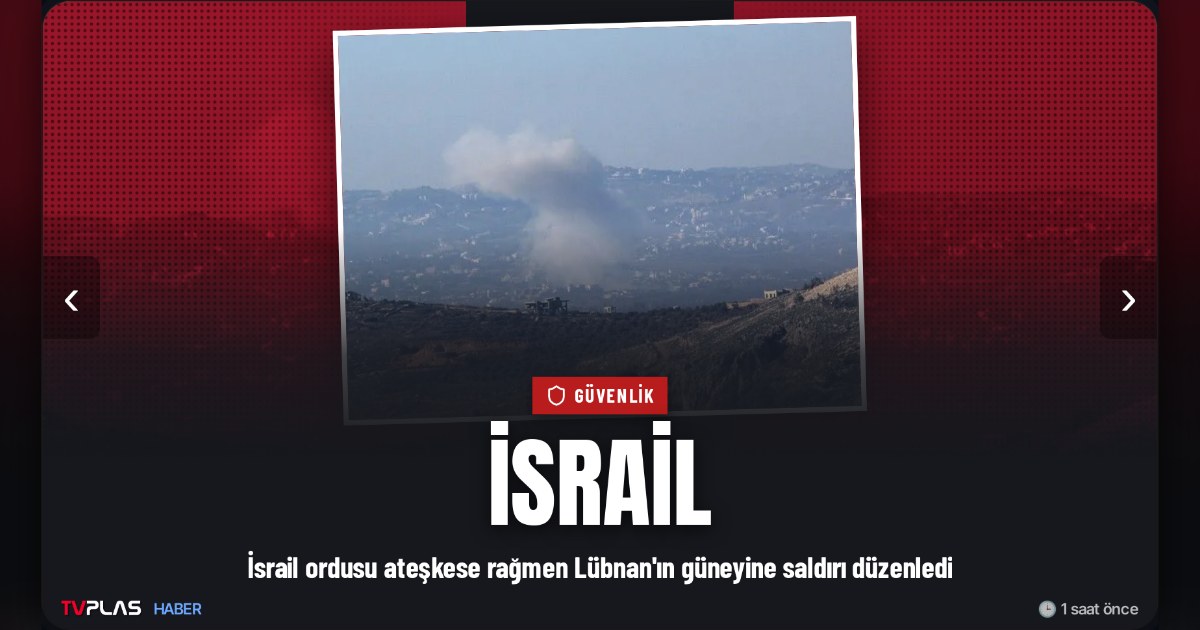 GÜVENLİK
İSRAİL
İsrail ordusu ateşkese rağmen Lübnan'ın güneyine saldırı düzenledi
TVPLAS HABER
1 saat önce